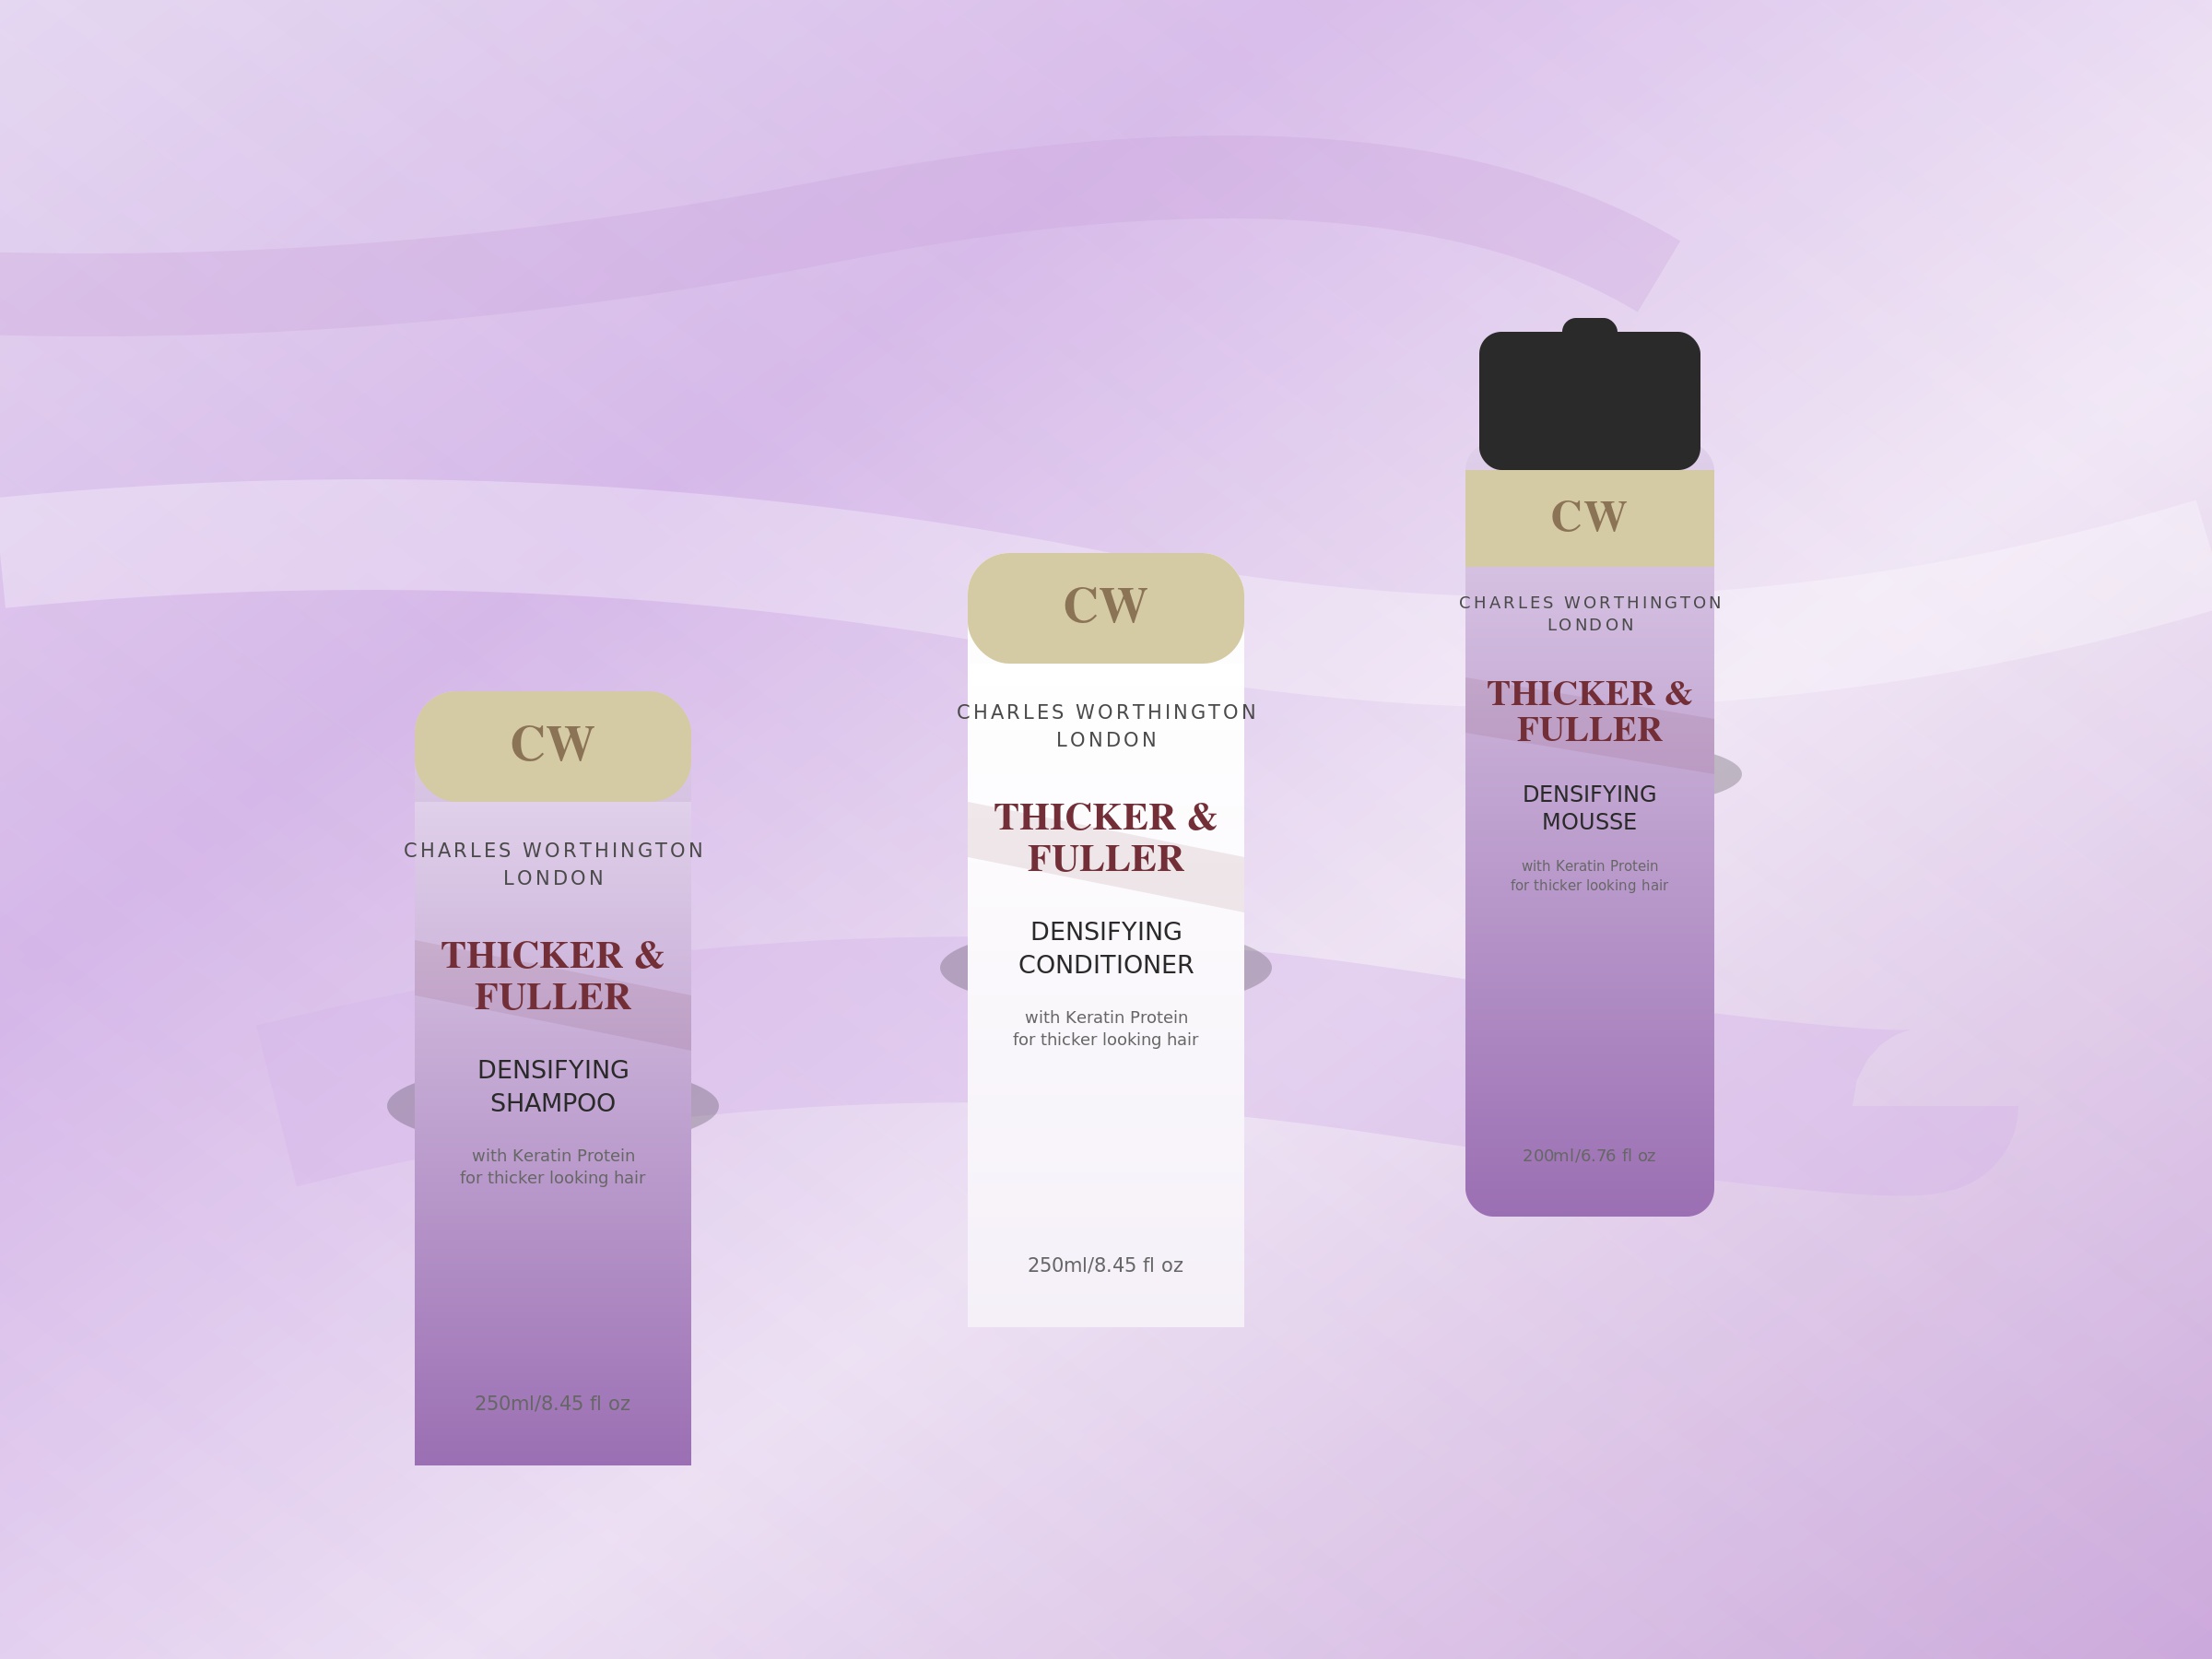 CW
CHARLES WORTHINGTON
LONDON
THICKER &
FULLER
DENSIFYING
SHAMPOO
with Keratin Protein
for thicker looking hair
250ml/8.45 fl oz
CW
CHARLES WORTHINGTON
LONDON
THICKER &
FULLER
DENSIFYING
CONDITIONER
with Keratin Protein
for thicker looking hair
250ml/8.45 fl oz
CW
CHARLES WORTHINGTON
LONDON
THICKER &
FULLER
DENSIFYING
MOUSSE
with Keratin Protein
for thicker looking hair
200ml/6.76 fl oz